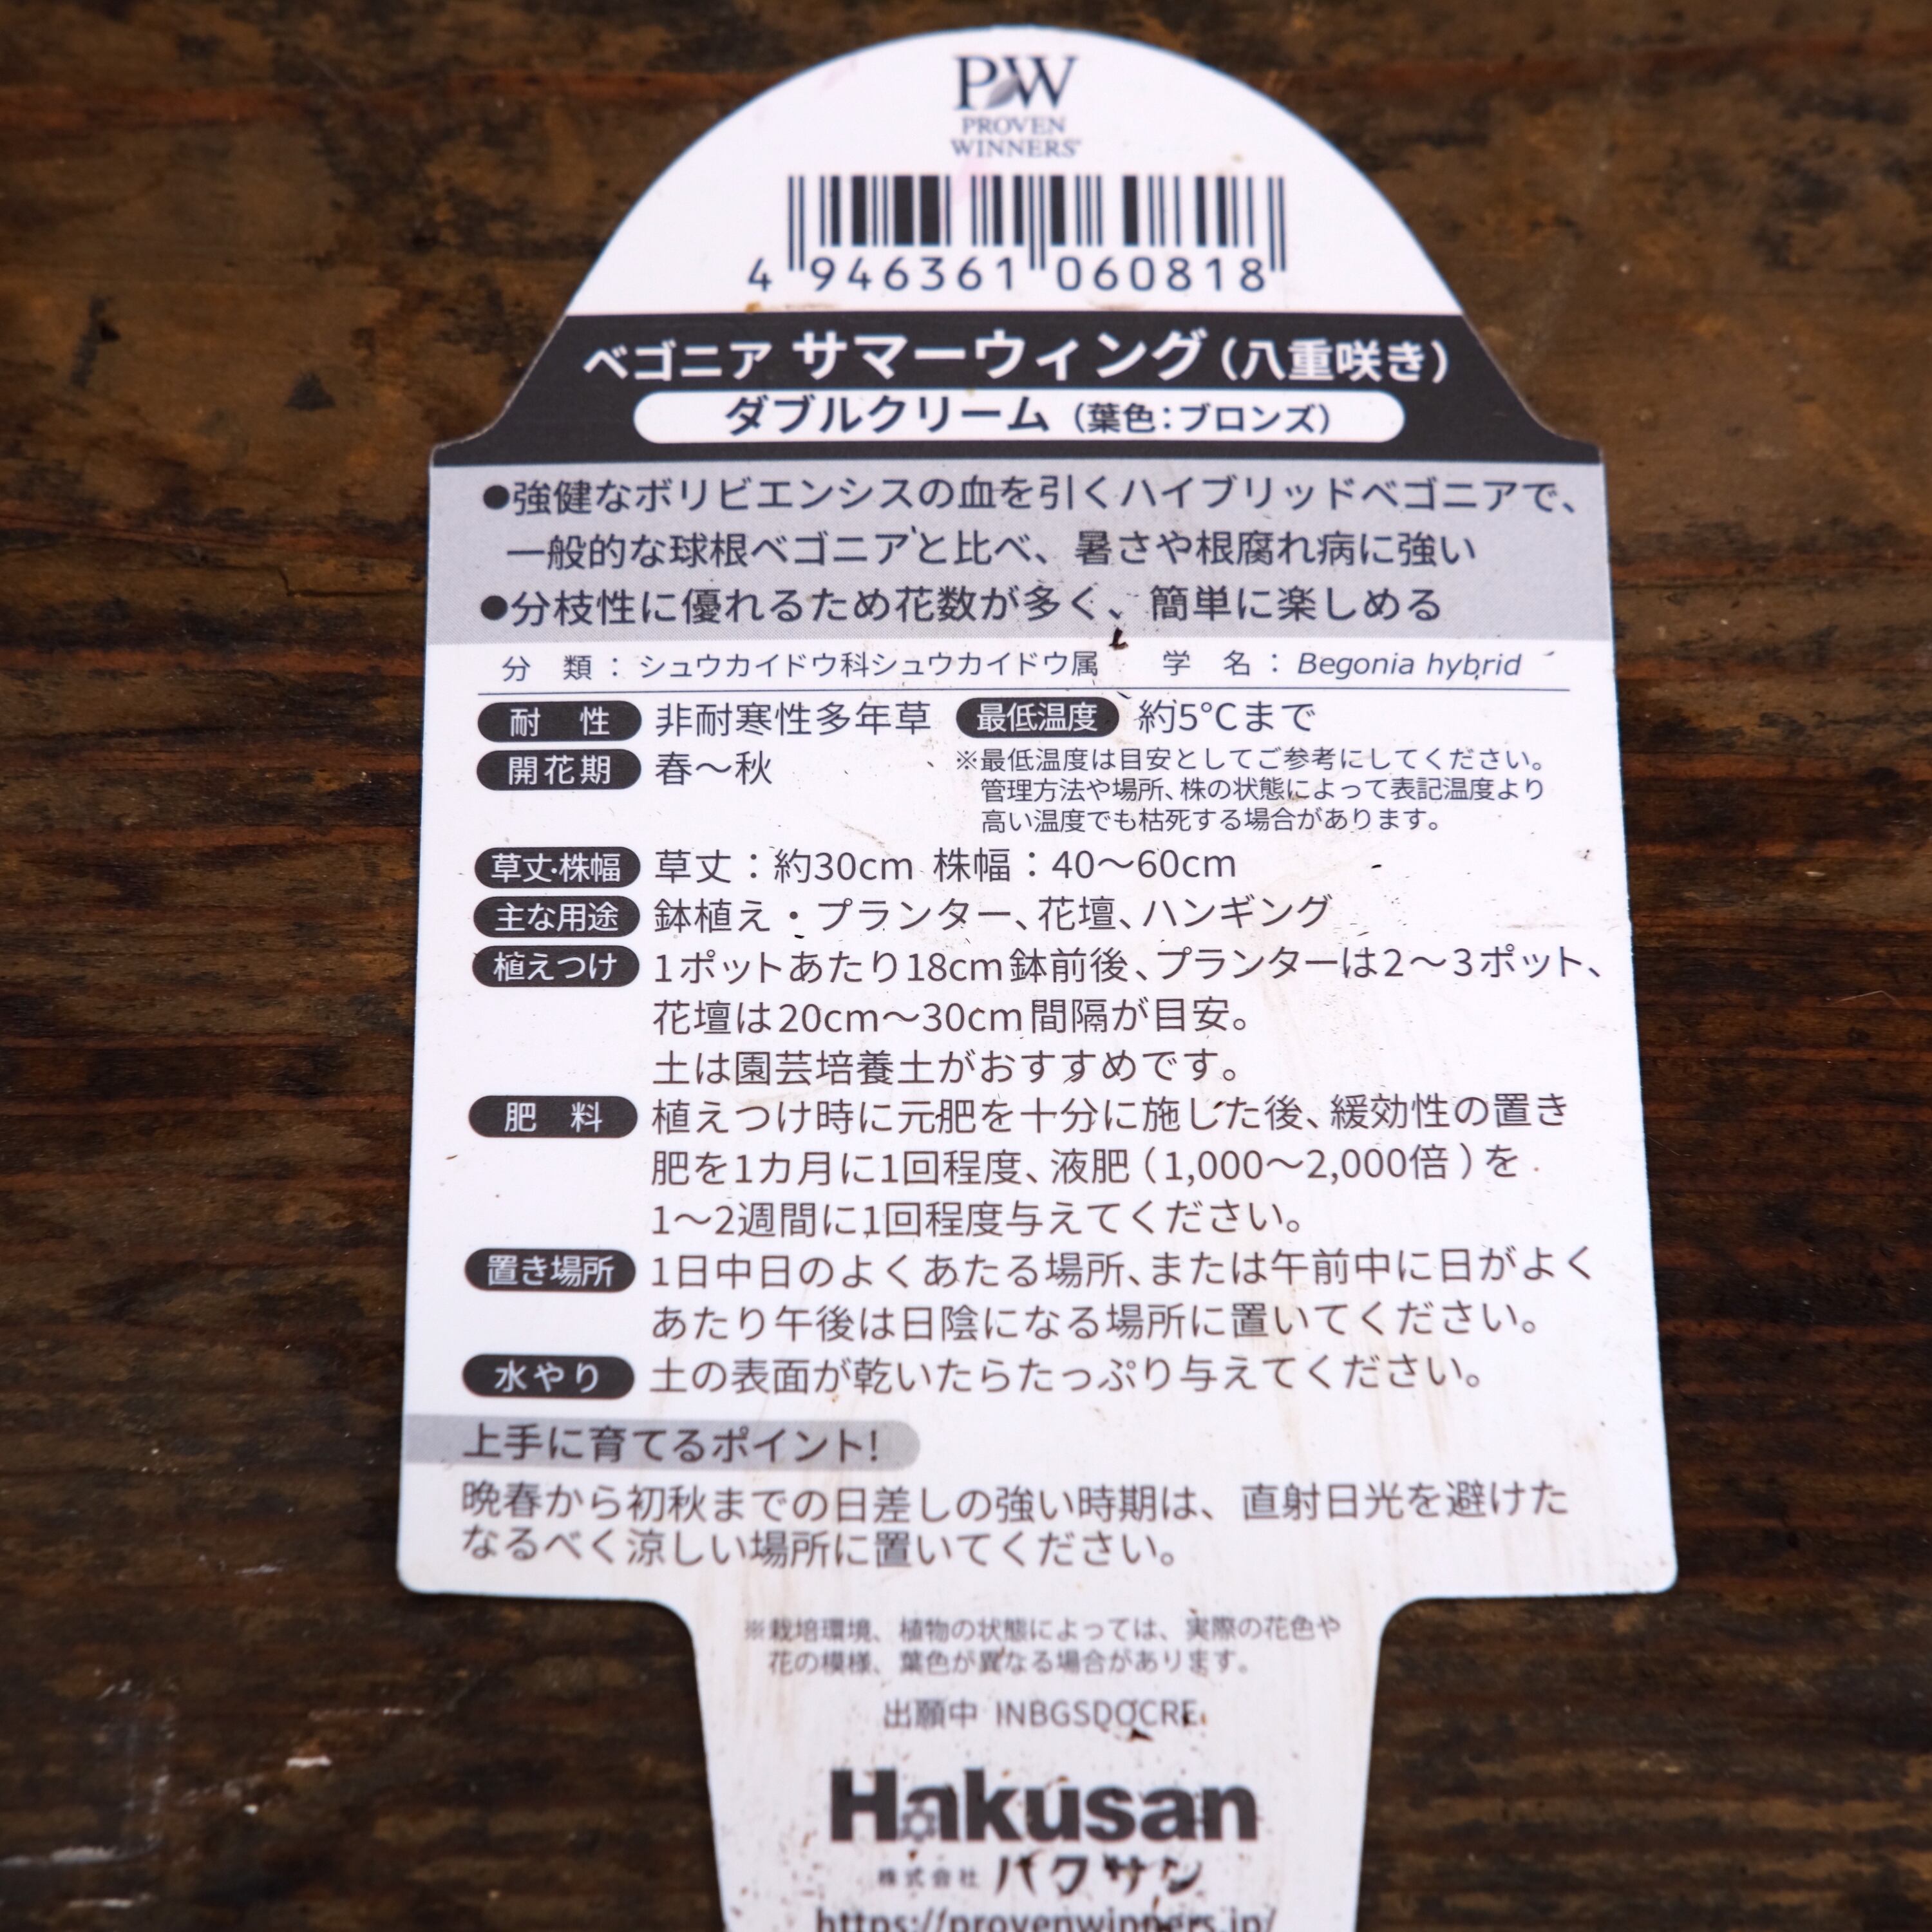 PW
PROVEN
WINNERS®
4 946361 060818
ベゴニア サマーウィング（八重咲き）
ダブルクリーム（葉色：ブロンズ）
●強健なボリビエンシスの血を引くハイブリッドベゴニアで、
一般的な球根ベゴニアと比べ、暑さや根腐れ病に強い
●分枝性に優れるため花数が多く、簡単に楽しめる
分　類：シュウカイドウ科シュウカイドウ属　学　名：Begonia hybrid
耐　性 非耐寒性多年草 最低温度 約5℃まで
開花期 春〜秋
※最低温度は目安としてご参考にしてください。
管理方法や場所、株の状態によって表記温度より
高い温度でも枯死する場合があります。
草丈・株幅 草丈：約30cm 株幅：40〜60cm
主な用途 鉢植え・プランター、花壇、ハンギング
植えつけ 1ポットあたり18cm鉢前後、プランターは2〜3ポット、
花壇は20cm〜30cm間隔が目安。
土は園芸培養土がおすすめです。
肥　料 植えつけ時に元肥を十分に施した後、緩効性の置き
肥を1カ月に1回程度、液肥（1,000〜2,000倍）を
1〜2週間に1回程度与えてください。
置き場所 1日中日のよくあたる場所、または午前中に日がよく
あたり午後は日陰になる場所に置いてください。
水やり 土の表面が乾いたらたっぷり与えてください。
上手に育てるポイント!
晩春から初秋までの日差しの強い時期は、直射日光を避けた
なるべく涼しい場所に置いてください。
※栽培環境、植物の状態によっては、実際の花色や
花の模様、葉色が異なる場合があります。
出願中 INBGSDOCRE
Hakusan
株式会社 ハクサン
https://provenwinners.jp/